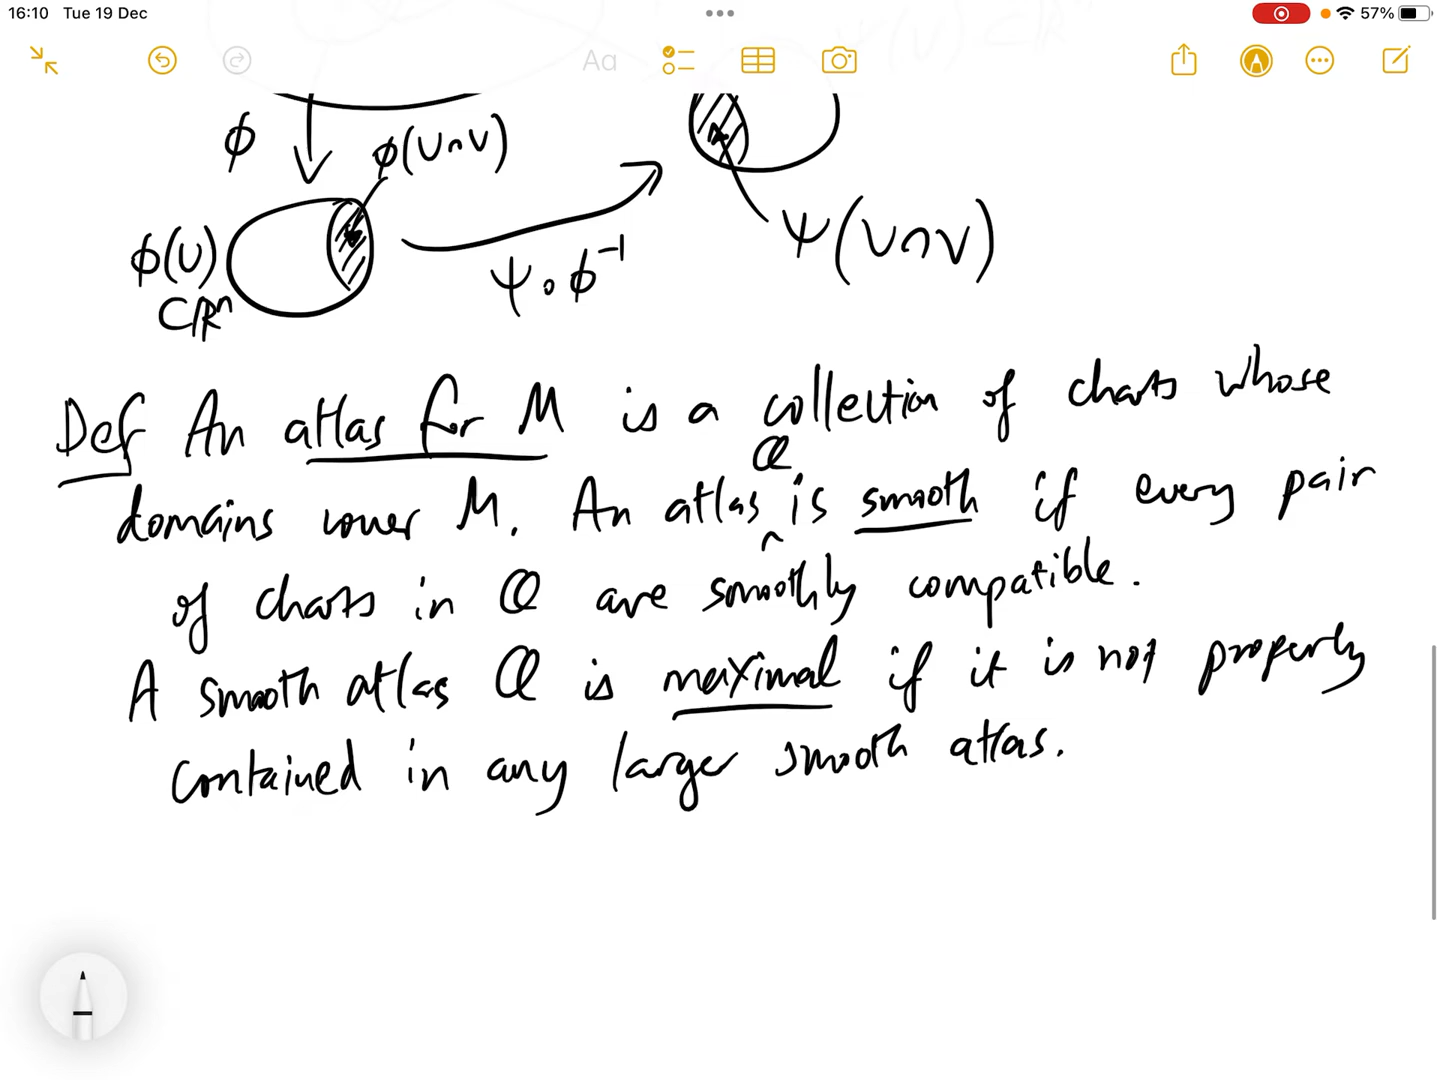 16:10 Tue 19 Dec
57%
Aa
ϕ
ϕ(U∩V)
ϕ(U)
⊂ℝⁿ
ψ∘ϕ⁻¹
ψ(U∩V)
Def An atlas for M is a collection of charts whose
domains cover M. An atlas 𝒜 is smooth if every pair
of charts in 𝒜 are smoothly compatible.
A smooth atlas 𝒜 is maximal if it is not properly
contained in any larger smooth atlas.